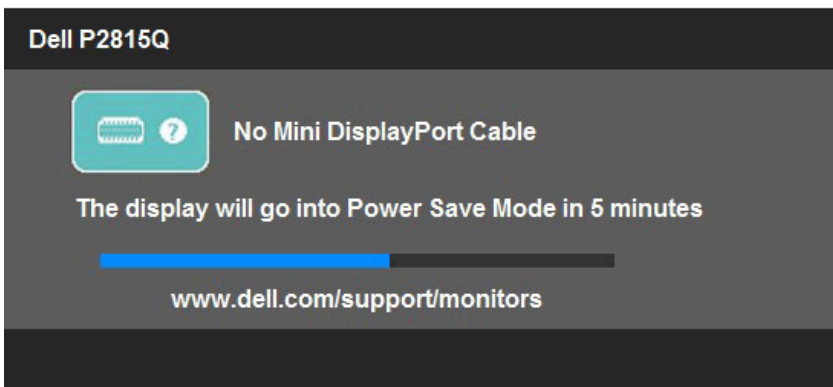 Dell P2815Q
?
No Mini DisplayPort Cable
The display will go into Power Save Mode in 5 minutes
www.dell.com/support/monitors